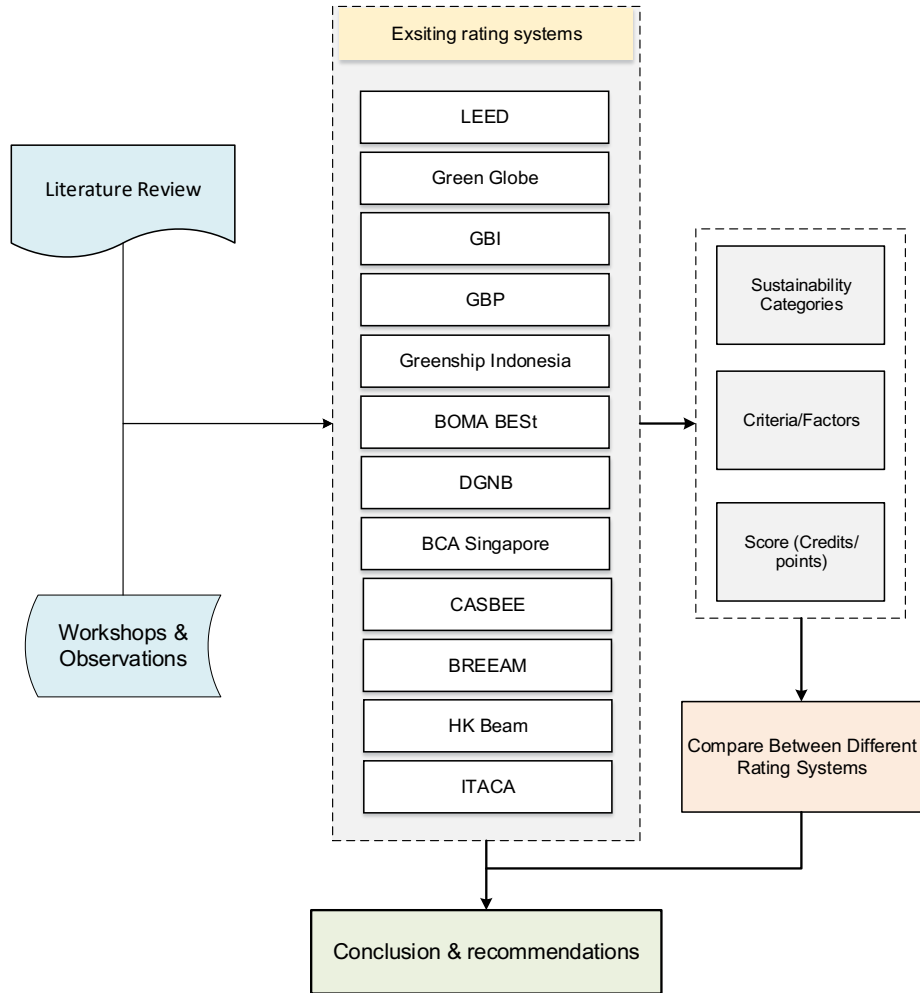 Exsiting rating systems
LEED
Green Globe
GBI
GBP
Greenship Indonesia
BOMA BESt
DGNB
BCA Singapore
CASBEE
BREEAM
HK Beam
ITACA
Literature Review
Workshops &
Observations
Sustainability
Categories
Criteria/Factors
Score (Credits/
points)
Compare Between Different
Rating Systems
Conclusion & recommendations